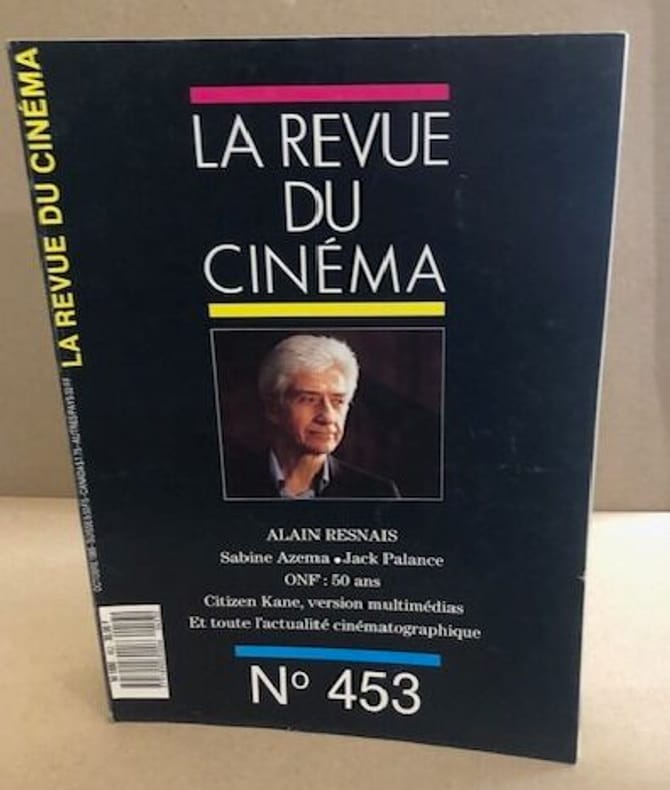 LA REVUE DU CINÉMA
LA REVUE
DU
CINÉMA
ALAIN RESNAIS
Sabine Azema • Jack Palance
ONF : 50 ans
Citizen Kane, version multimédias
Et toute l'actualité cinématographique
N° 453